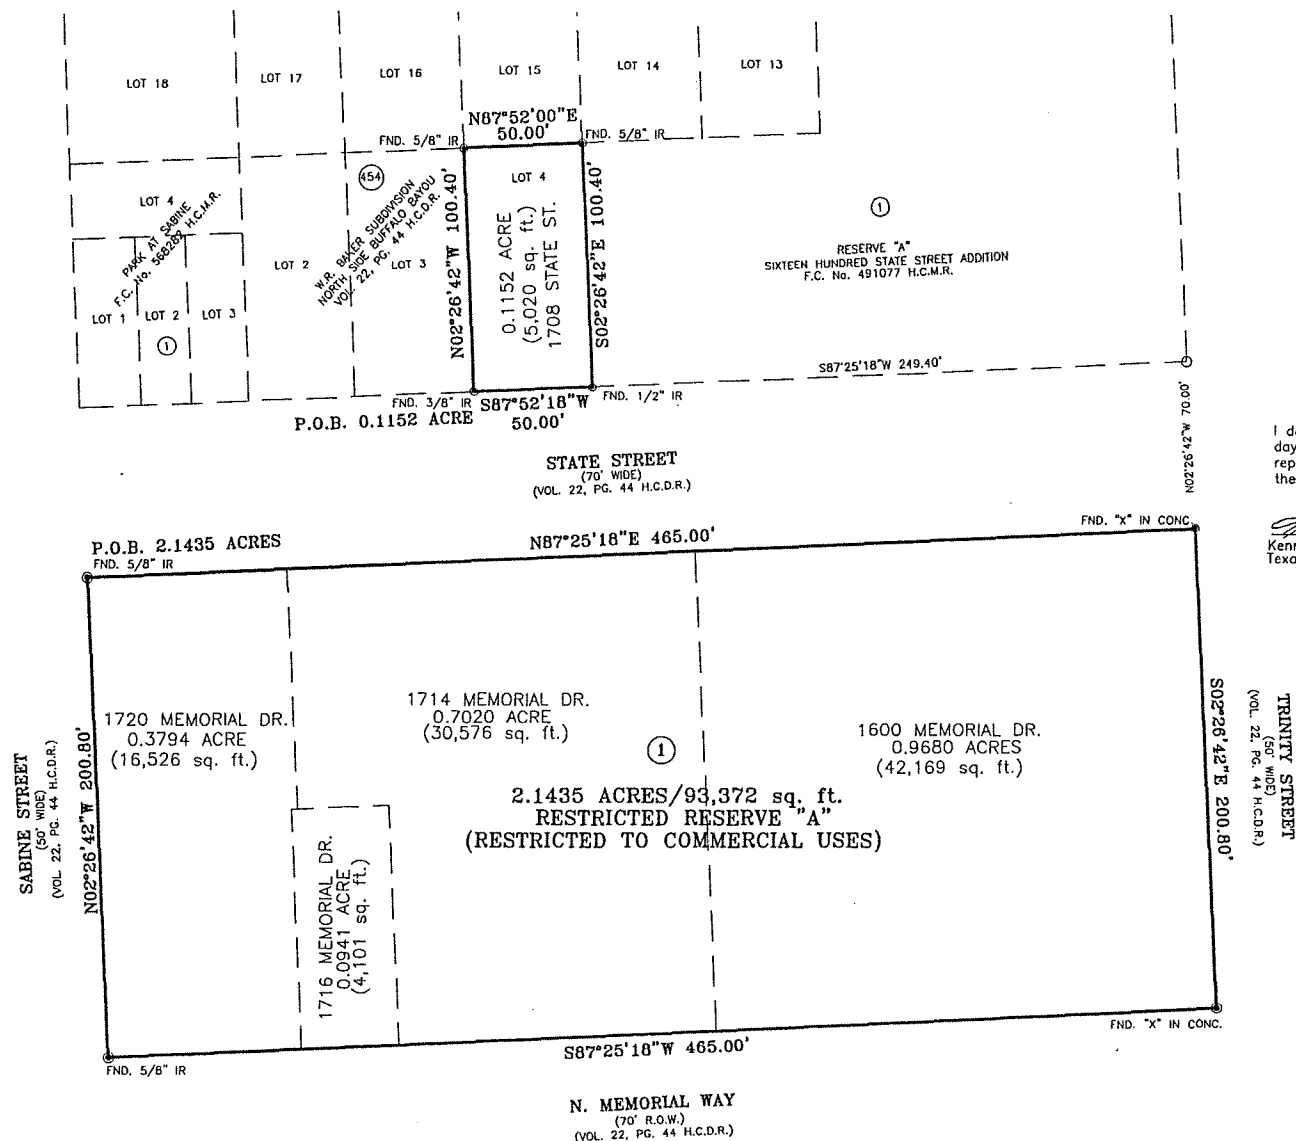 LOT 18
LOT 17
LOT 16
LOT 15
LOT 14
LOT 13
N87°52'00"E
50.00'
FND. 5/8" IR
FND. 5/8" IR
LOT 4
PARK AT SABINE
F.C. No. 568282 H.C.M.R.
LOT 1
LOT 2
LOT 3
1
454
W.R. BAKER SUBDIVISION
NORTH SIDE BUFFALO BAYOU
VOL. 22, PG. 44 H.C.D.R.
LOT 2
LOT 3
N02°26'42"W 100.40'
LOT 4
0.1152 ACRE
(5,020 sq. ft.)
1708 STATE ST.
S02°26'42"E 100.40'
1
RESERVE "A"
SIXTEEN HUNDRED STATE STREET ADDITION
F.C. No. 491077 H.C.M.R.
S87°25'18"W 249.40'
FND. 3/8" IR
S87°52'18"W
50.00'
FND. 1/2" IR
P.O.B. 0.1152 ACRE
N02°26'42"W 70.00'
STATE STREET
(70' WIDE)
(VOL. 22, PG. 44 H.C.D.R.)
I d
day
rep
the
Kenn
Texa
P.O.B. 2.1435 ACRES
FND. 5/8" IR
N87°25'18"E 465.00'
FND. "X" IN CONC.
SABINE STREET
(50' WIDE)
(VOL. 22, PG. 44 H.C.D.R.)
N02°26'42"W 200.80'
1720 MEMORIAL DR.
0.3794 ACRE
(16,526 sq. ft.)
1714 MEMORIAL DR.
0.7020 ACRE
(30,576 sq. ft.)
1
1600 MEMORIAL DR.
0.9680 ACRES
(42,169 sq. ft.)
2.1435 ACRES/93,372 sq. ft.
RESTRICTED RESERVE "A"
(RESTRICTED TO COMMERCIAL USES)
1716 MEMORIAL DR.
0.0941 ACRE
(4,101 sq. ft.)
S02°26'42"E 200.80'
TRINITY STREET
(50' WIDE)
(VOL. 22, PG. 44 H.C.D.R.)
FND. 5/8" IR
S87°25'18"W 465.00'
FND. "X" IN CONC.
N. MEMORIAL WAY
(70' R.O.W.)
(VOL. 22, PG. 44 H.C.D.R.)